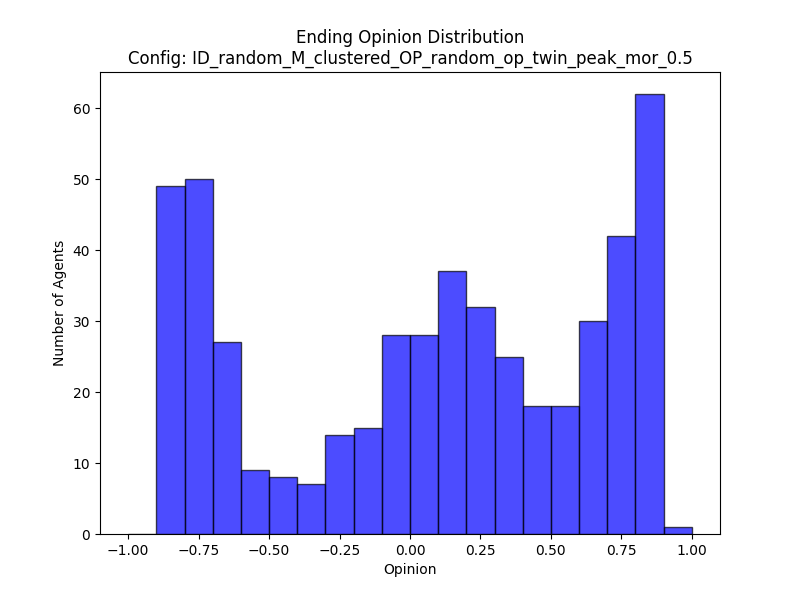 Ending Opinion Distribution
Config: ID_random_M_clustered_OP_random_op_twin_peak_mor_0.5
60
50
40
30
20
10
0
Number of Agents
−1.00 −0.75 −0.50 −0.25 0.00 0.25 0.50 0.75 1.00
Opinion